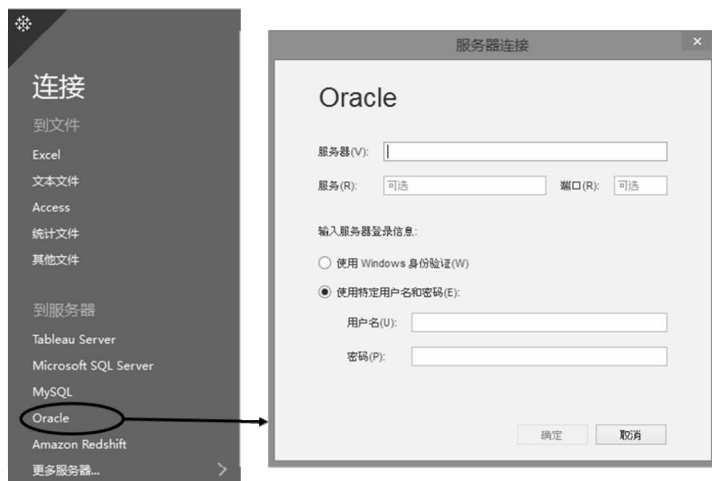 连接
到文件
Excel
文本文件
Access
统计文件
其他文件
到服务器
Tableau Server
Microsoft SQL Server
MySQL
Oracle
Amazon Redshift
更多服务器...
服务器连接
Oracle
服务器(V):
服务(R): 可选 端口(R): 可选
输入服务器登录信息:
使用 Windows 身份验证(W)
使用特定用户名和密码(E):
用户名(U):
密码(P):
确定 取消